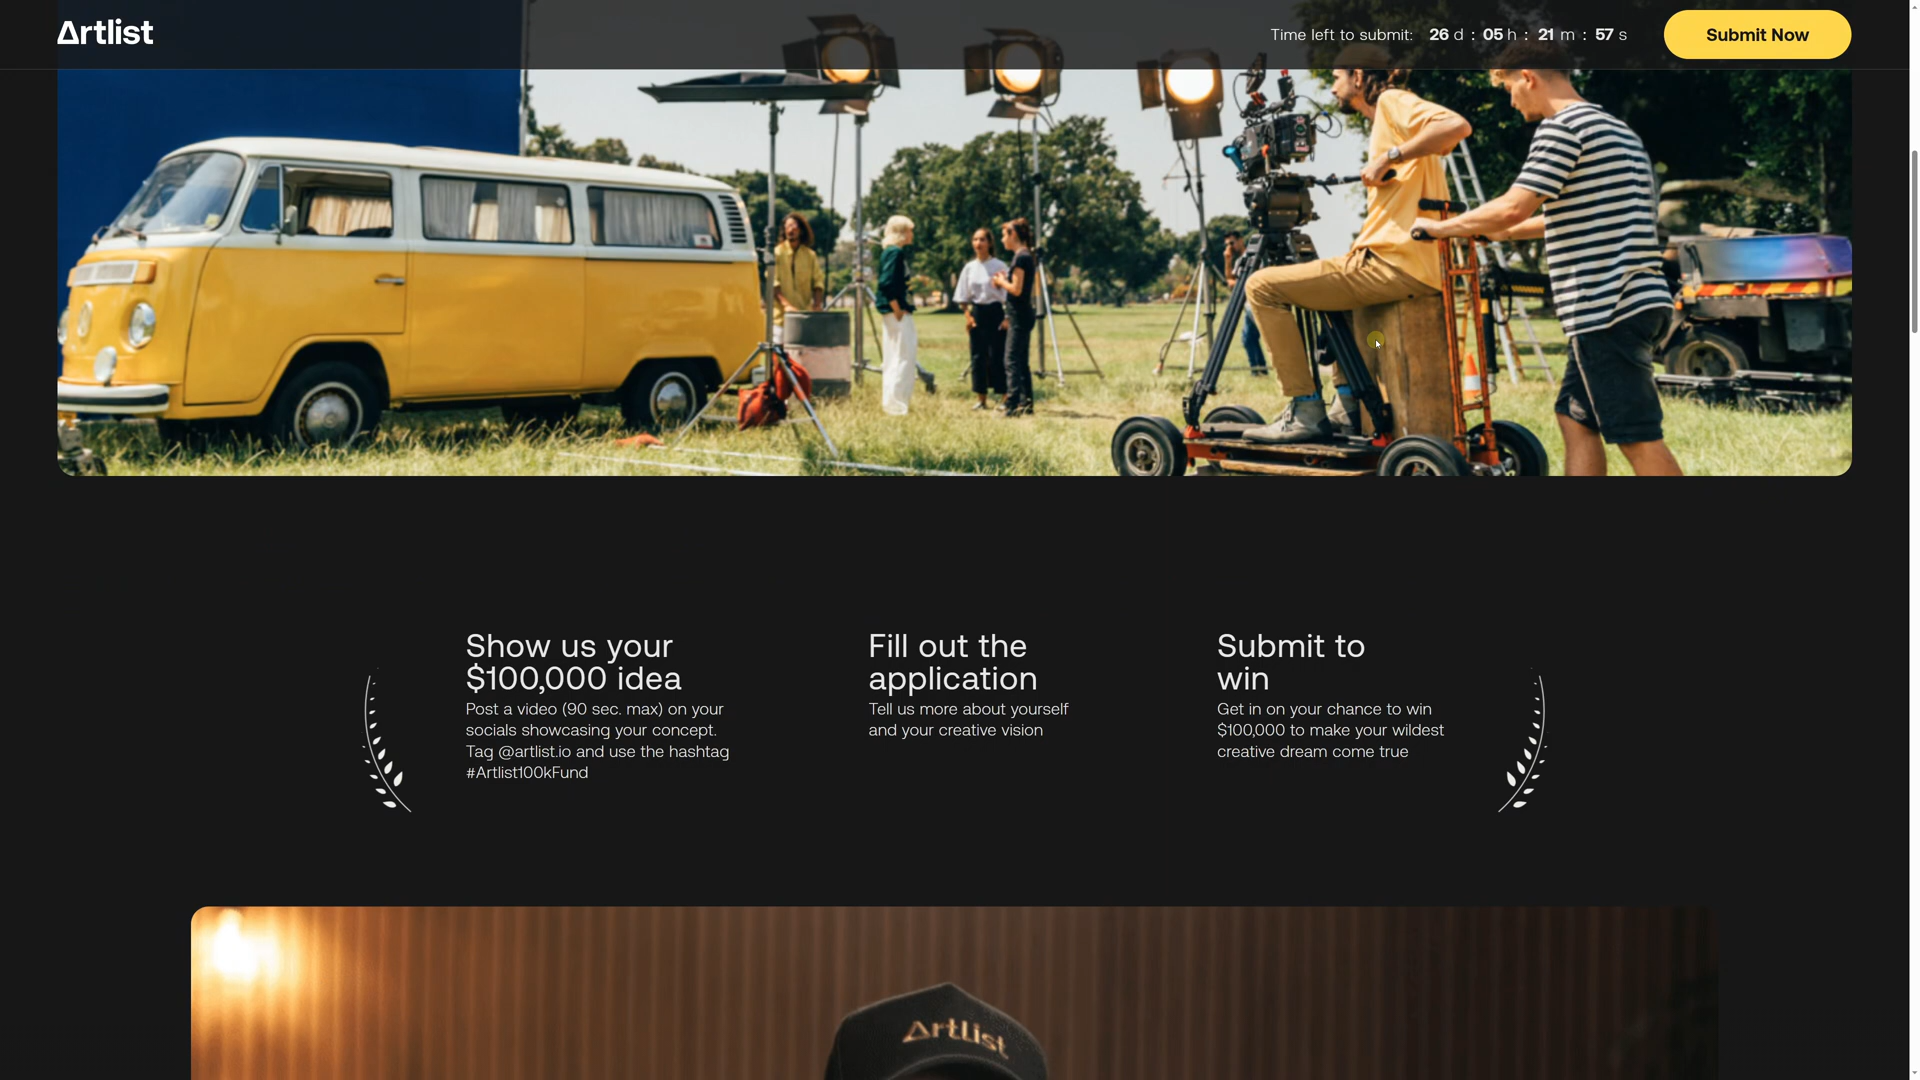 Artlist
Time left to submit: 26 d : 05 h : 21 m : 57 s
Submit Now
Show us your
$100,000 idea
Post a video (90 sec. max) on your
socials showcasing your concept.
Tag @artlist.io and use the hashtag
#Artlist100kFund
Fill out the
application
Tell us more about yourself
and your creative vision
Submit to
win
Get in on your chance to win
$100,000 to make your wildest
creative dream come true
Artlist